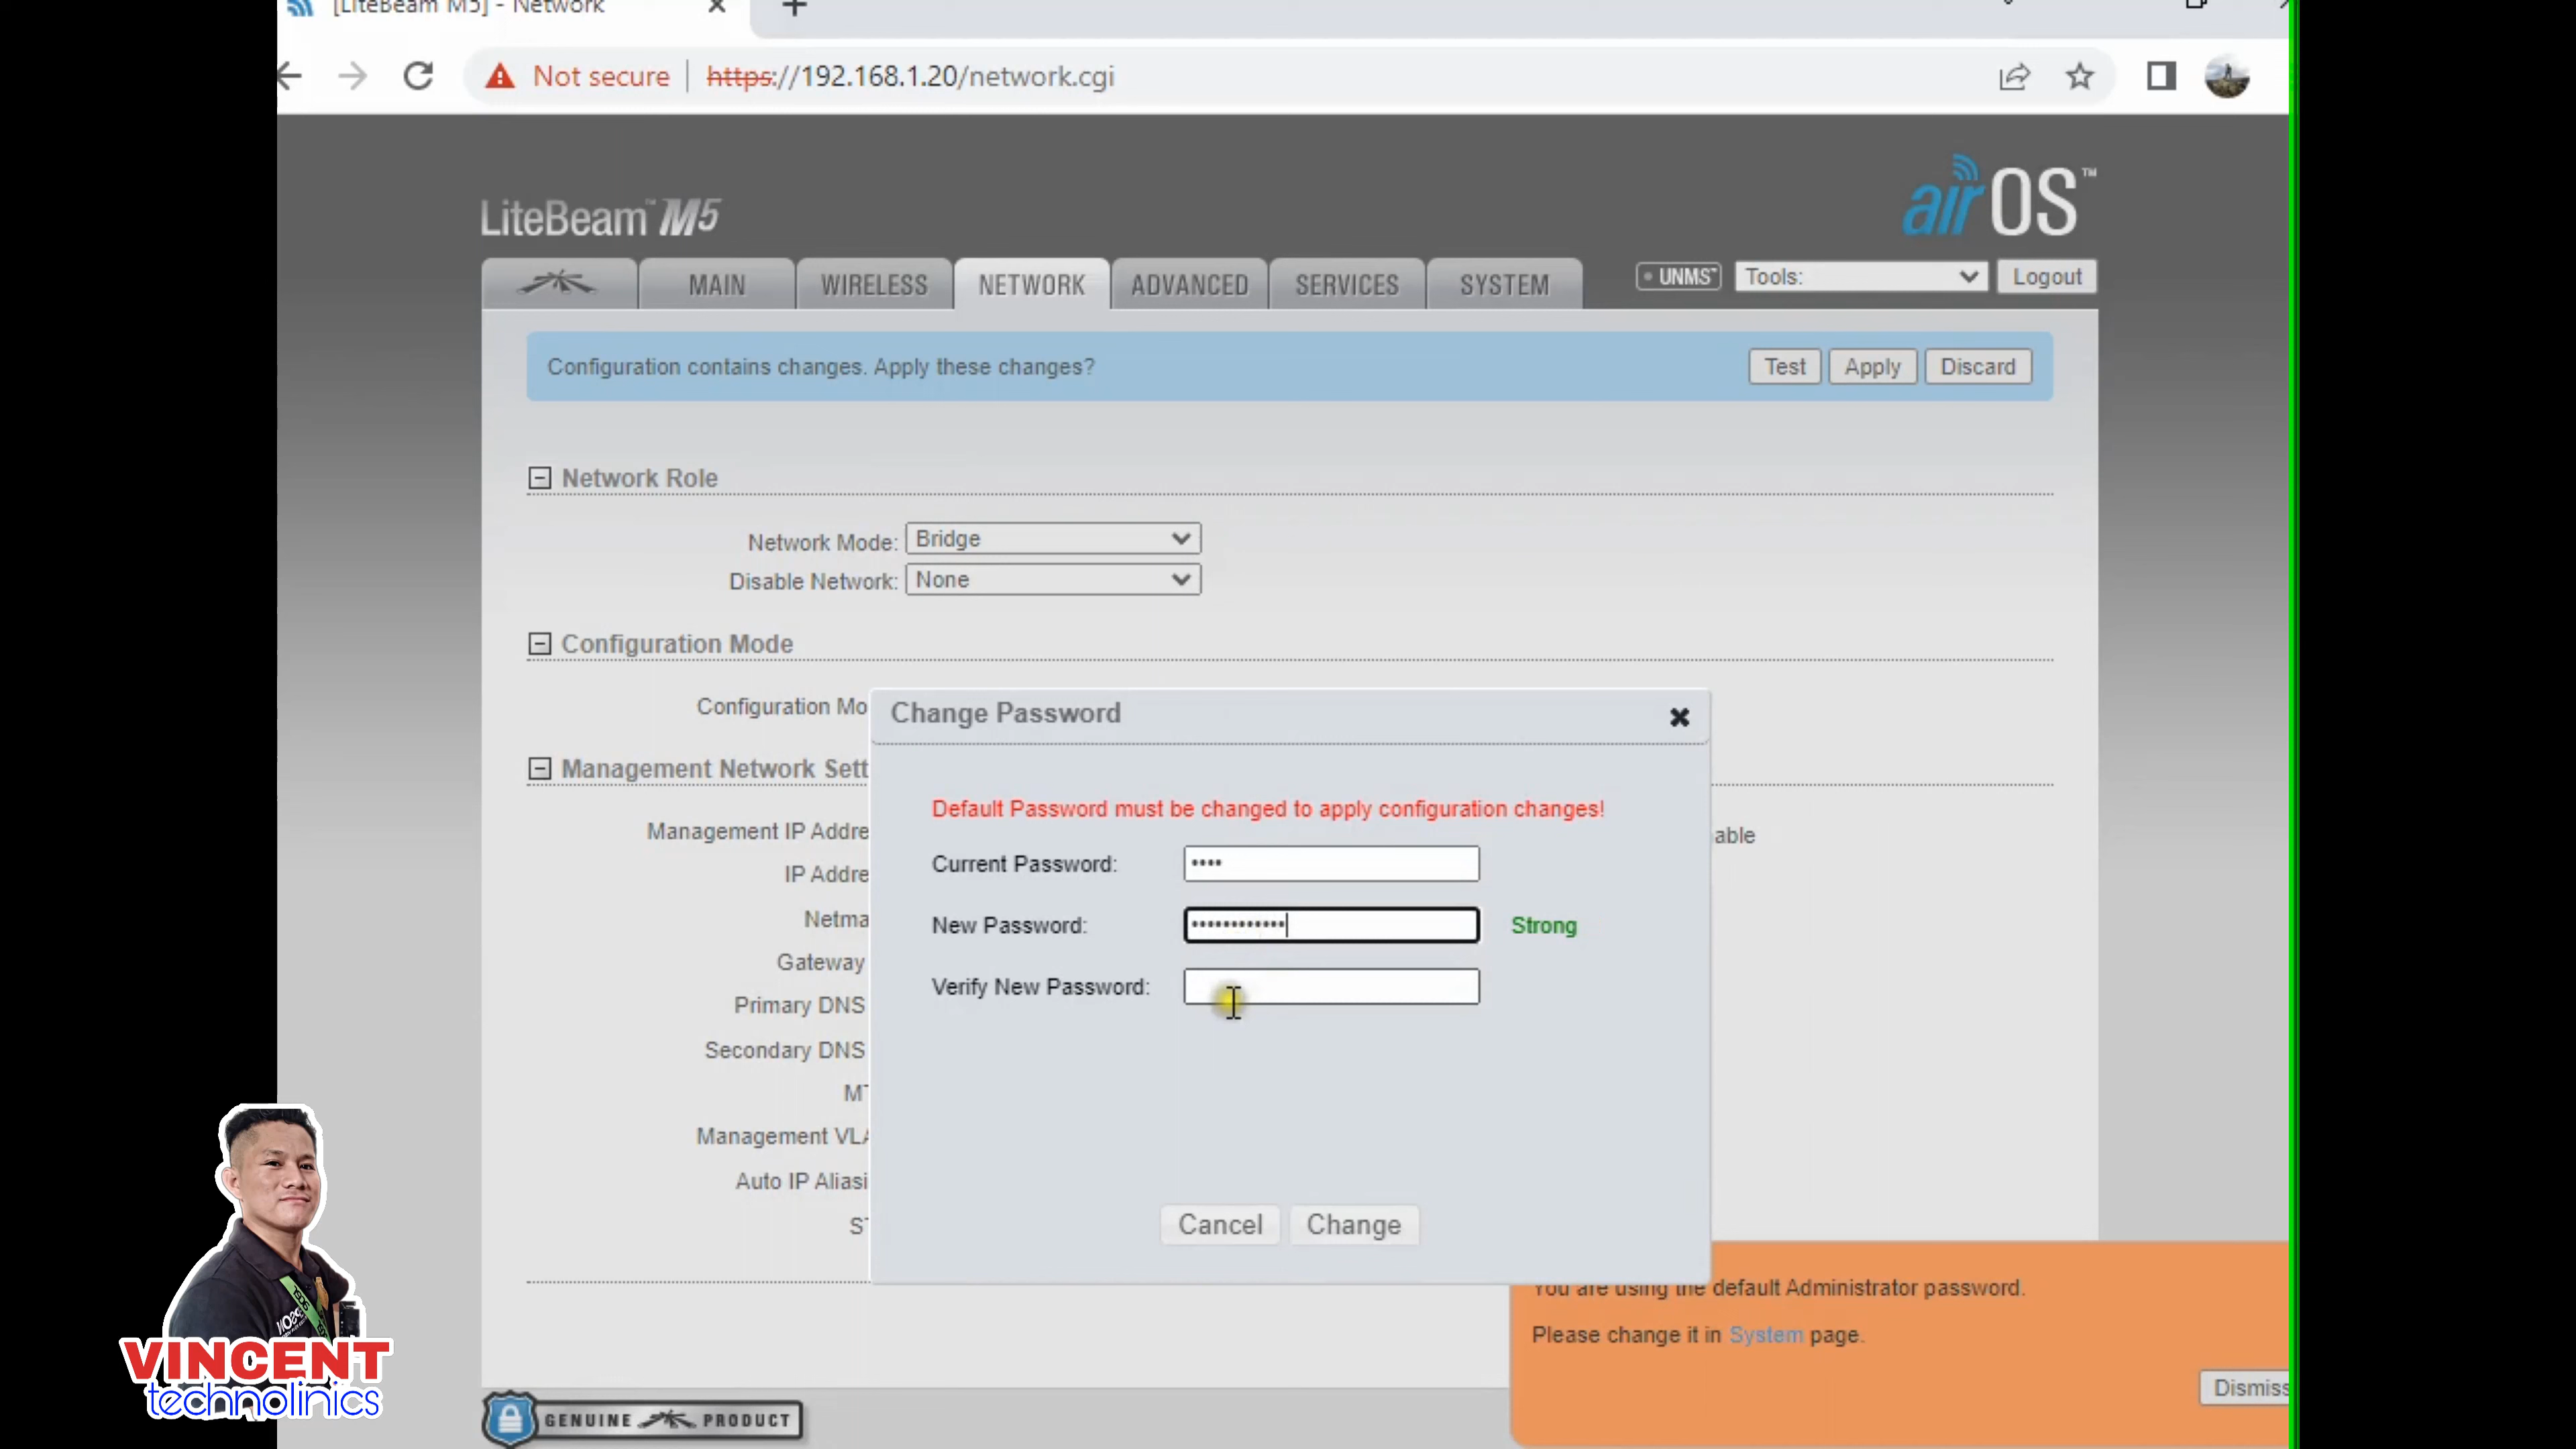 [LiteBeam M5] - Network
Not secure https://192.168.1.20/network.cgi
LiteBeam™ M5
airOS™
MAIN WIRELESS NETWORK ADVANCED SERVICES SYSTEM UNMS™ Tools: Logout
Configuration contains changes. Apply these changes? Test Apply Discard
Network Role
Network Mode: Bridge
Disable Network: None
Configuration Mode
Configuration Mo
Change Password
Management Network Sett
Default Password must be changed to apply configuration changes!
Management IP Addre
able
Current Password: ••••
IP Addre
Netma
New Password: •••••••••••• Strong
Gateway
Verify New Password:
Primary DNS
Secondary DNS
MT
Management VLA
Auto IP Aliasi
ST
Cancel Change
You are using the default Administrator password.
Please change it in System page.
Dismiss
GENUINE PRODUCT
VINCENT
technolinics